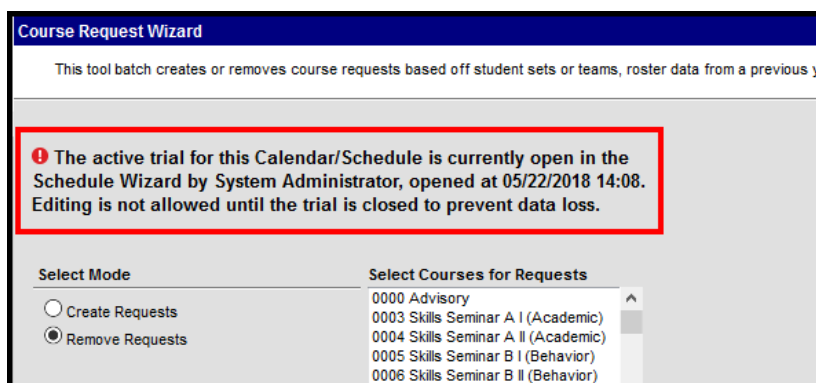 Course Request Wizard
This tool batch creates or removes course requests based off student sets or teams, roster data from a previous
The active trial for this Calendar/Schedule is currently open in the
Schedule Wizard by System Administrator, opened at 05/22/2018 14:08.
Editing is not allowed until the trial is closed to prevent data loss.
Select Mode
Create Requests
Remove Requests
Select Courses for Requests
0000 Advisory
0003 Skills Seminar A I (Academic)
0004 Skills Seminar A II (Academic)
0005 Skills Seminar B I (Behavior)
0006 Skills Seminar B II (Behavior)